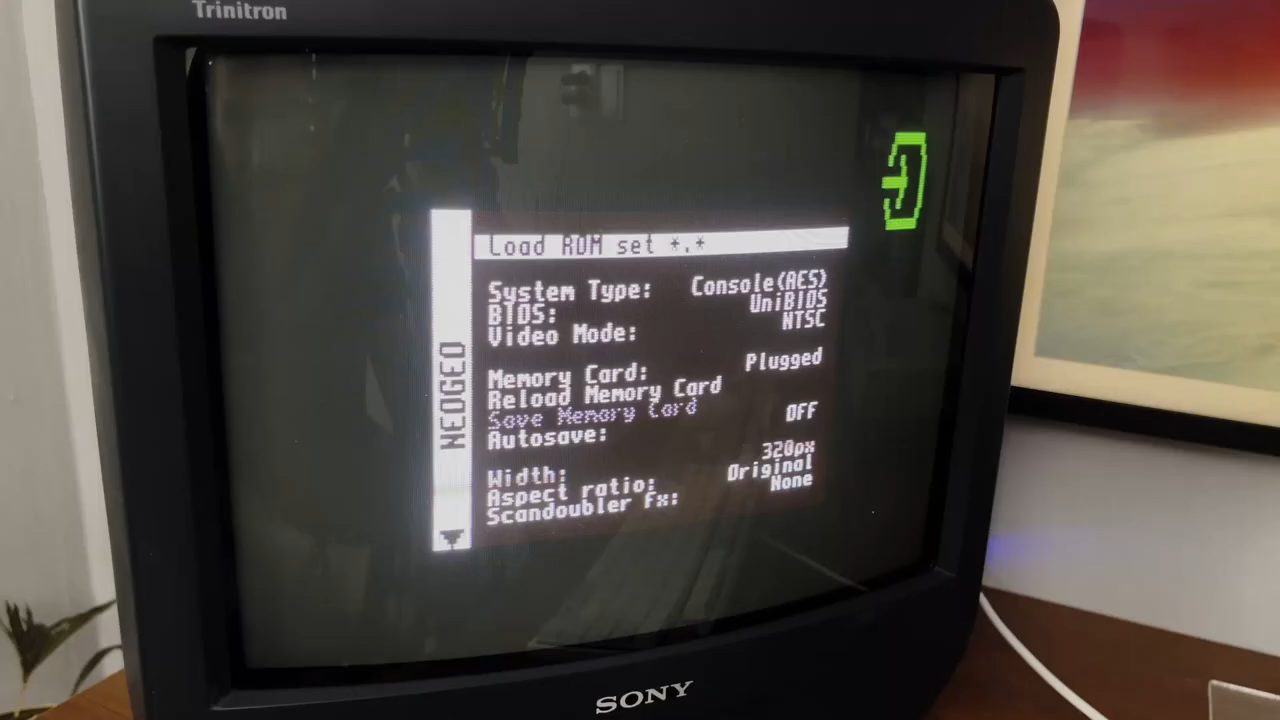 Trinitron
NEOGEO
Load ROM set *.*
System Type: Console(AES)
BIOS: UniBIOS
Video Mode: NTSC
Memory Card: Plugged
Reload Memory Card
Save Memory Card
Autosave: OFF
Width: 320px
Aspect ratio: Original
Scandoubler Fx: None
SONY